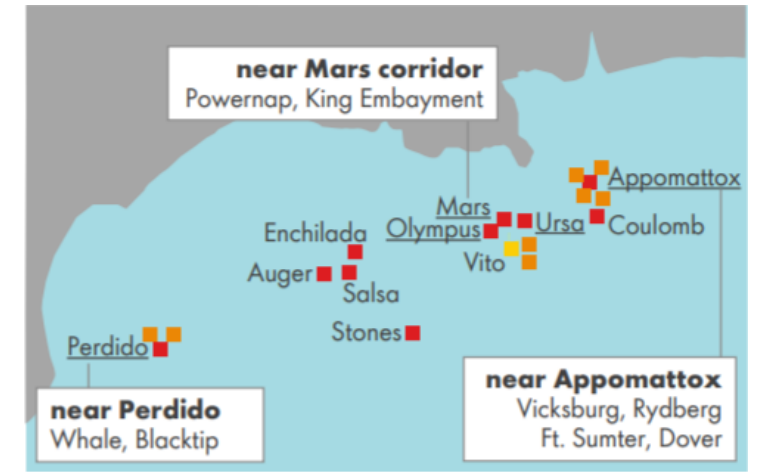 near Mars corridor
Powernap, King Embayment
Appomattox
Mars
Olympus
Ursa
Coulomb
Enchilada
Vito
Auger
Salsa
Stones
Perdido
near Perdido
Whale, Blacktip
near Appomattox
Vicksburg, Rydberg
Ft. Sumter, Dover